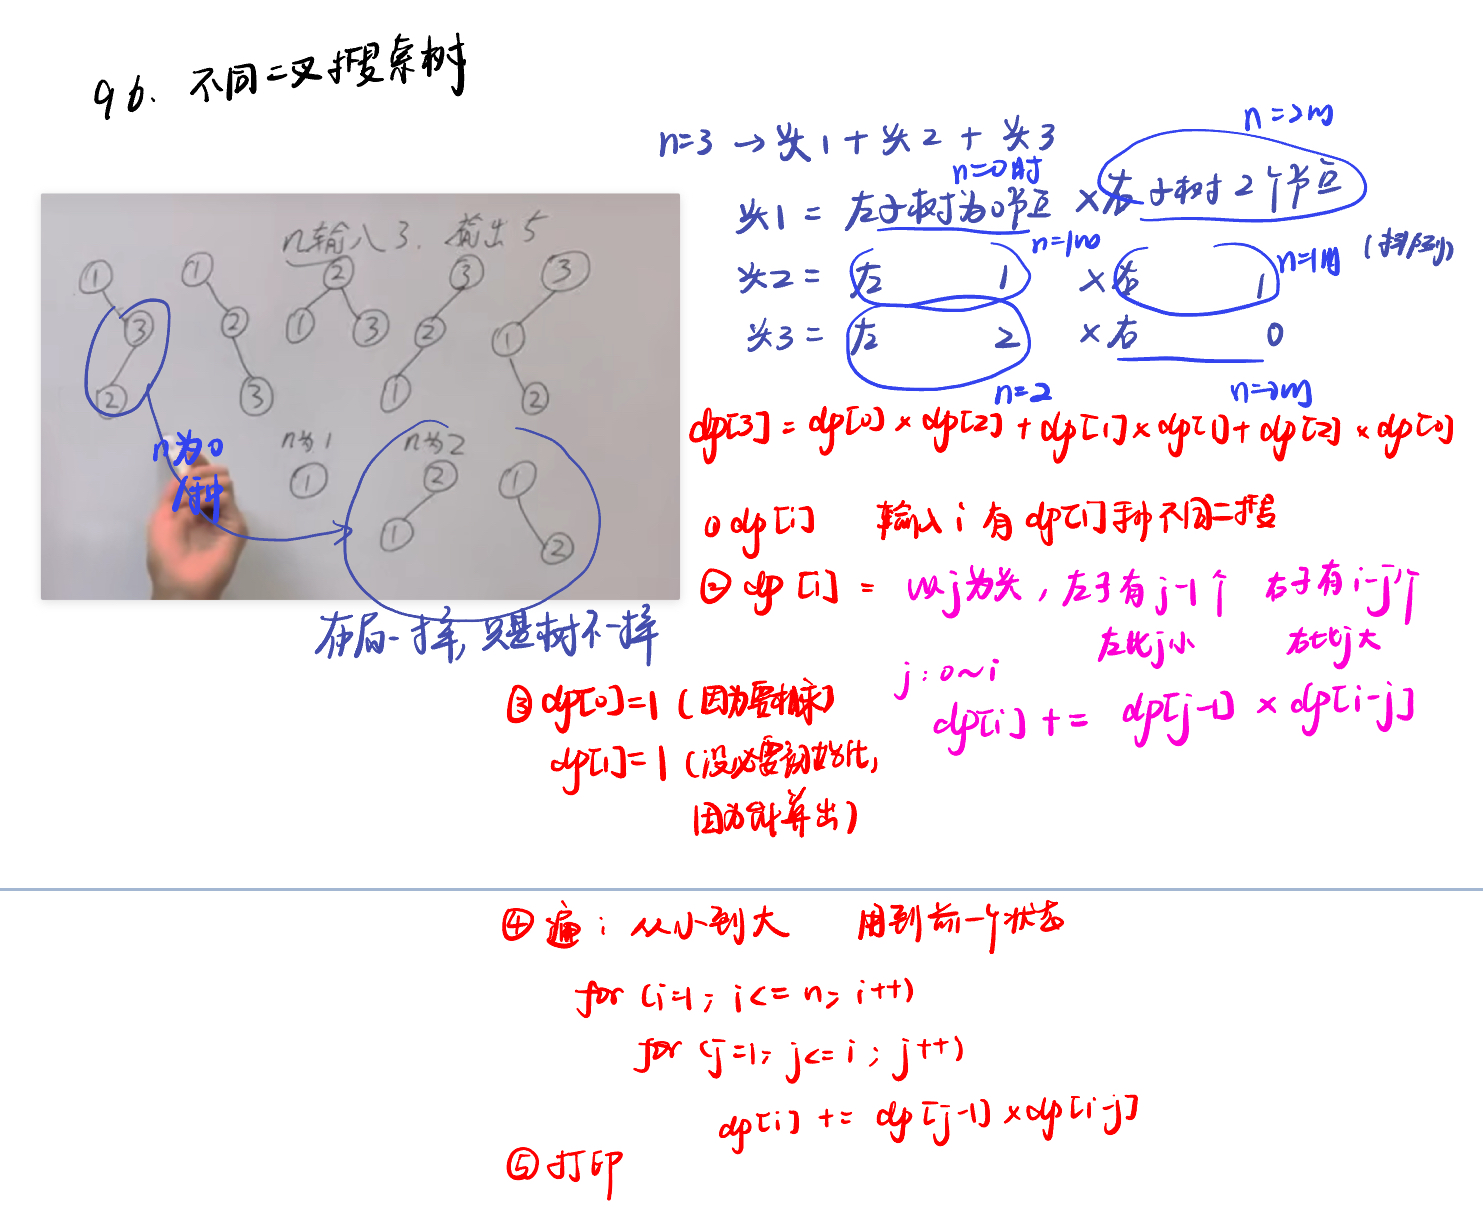 96. 不同二叉搜索树
n=3 → 头1 + 头2 + 头3
n=2时
n=0时
头1 = 左子树为0节点 × 右子树2个节点
n=1时
n=1时
(排列)
头2 = 左 1 × 右 1
头3 = 左 2 × 右 0
n=2
n=0时
dp[3] = dp[0] × dp[2] + dp[1] × dp[1] + dp[2] × dp[0]
n输入3. 输出5
1 1 2 3 3
3 2 1 3 2 1
2 3 1 2
n为0
1种
n为1
1
n为2
2 1
1 2
布局一样, 只是树不一样
① dp[i] 输入 i 有 dp[i] 种不同二搜
② dp[i] = 以j为头, 左子有j-1个 右子有i-j个
左比j小 右比j大
j: 0~i
dp[i] += dp[j-1] × dp[i-j]
③ dp[0]=1 (因为要相乘)
dp[1]=1 (没必要初始化,
因为能算出)
④ 遍: 从小到大 用到前一个状态
for (i=1; i<=n; i++)
for (j=1; j<=i; j++)
dp[i] += dp[j-1] × dp[i-j]
⑤ 打印